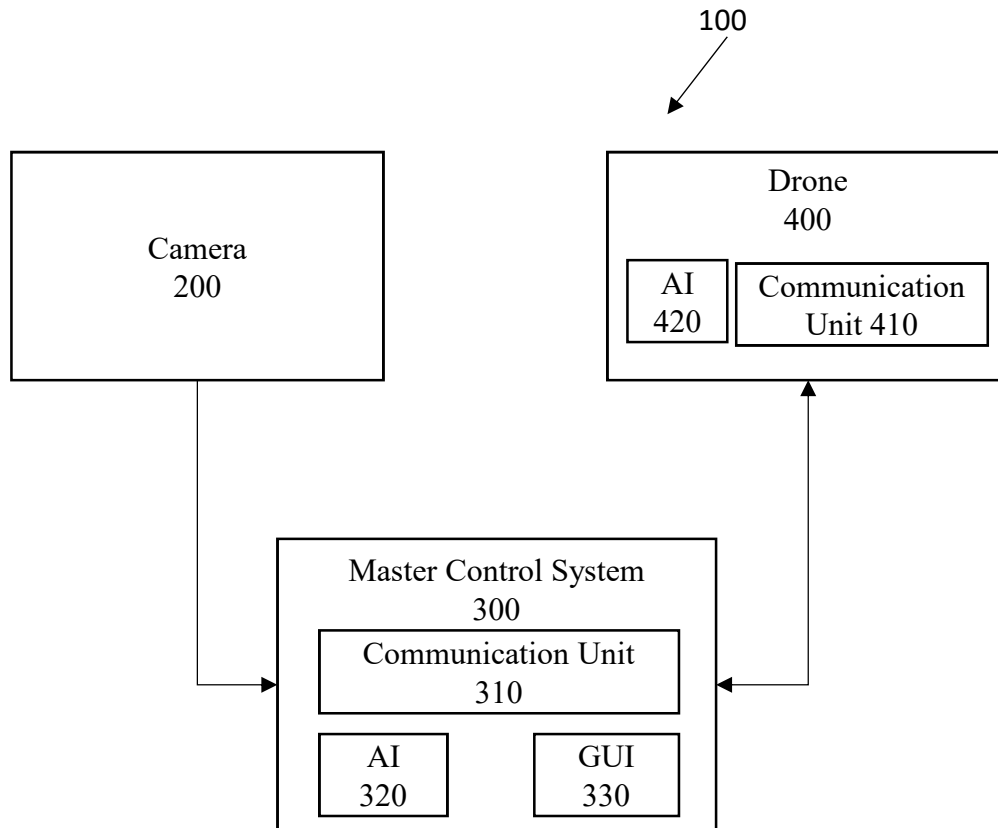 100
Camera
200
Drone
400
AI
420
Communication
Unit 410
Master Control System
300
Communication Unit
310
AI
320
GUI
330